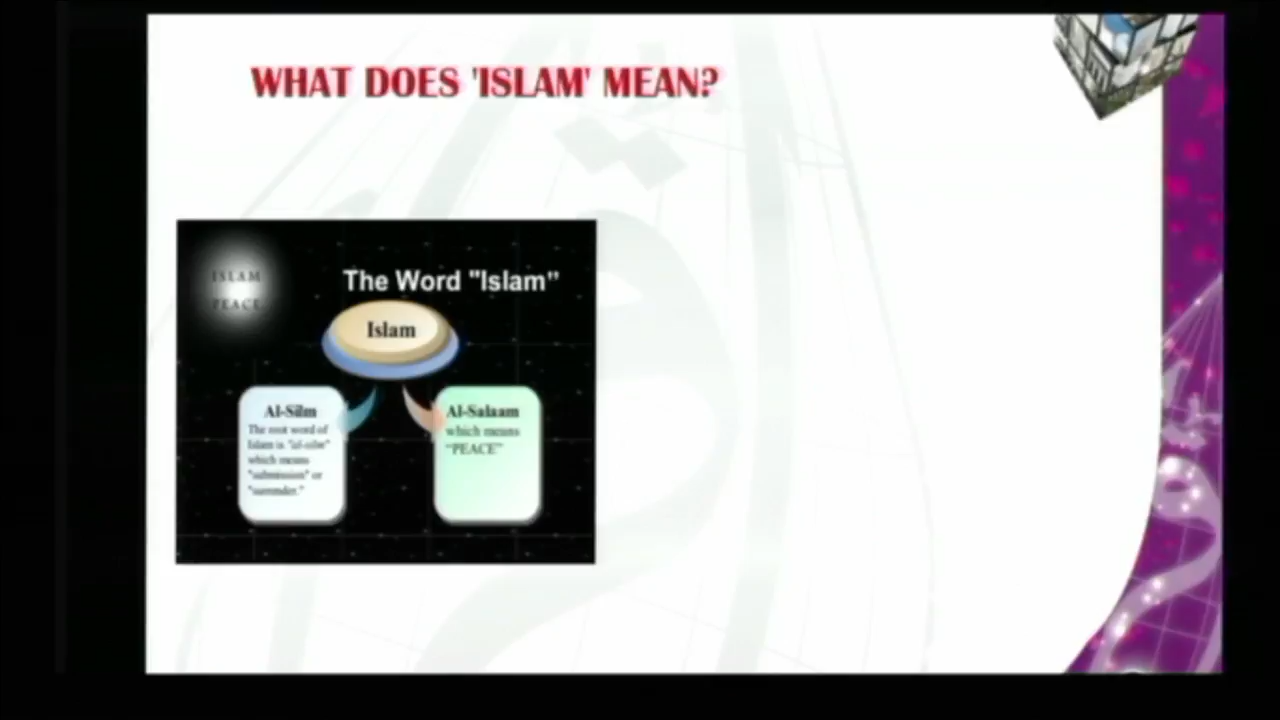 WHAT DOES 'ISLAM' MEAN?
ISLAM
PEACE
The Word "Islam”
Islam
Al-Silm
The root word of
Islam is "al-silm"
which means
"submission" or
"surrender."
Al-Salaam
which means
“PEACE”